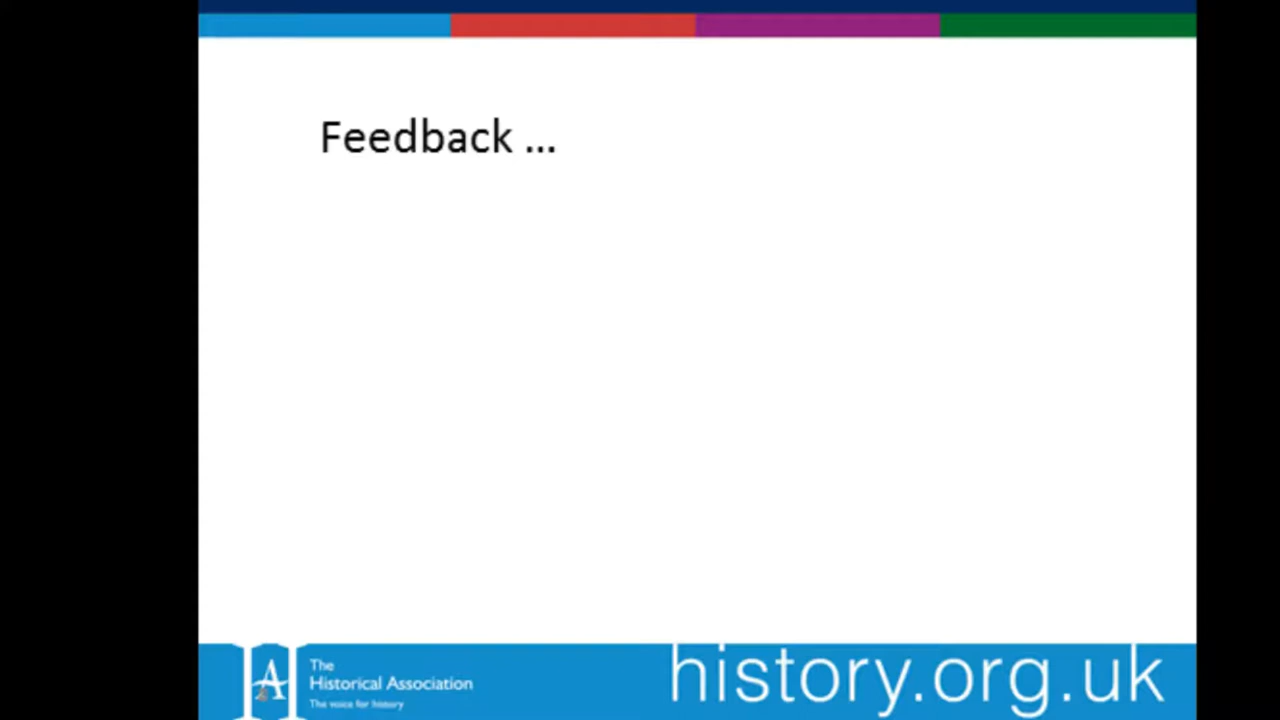 Feedback ...
The
Historical Association
The voice for history
history.org.uk